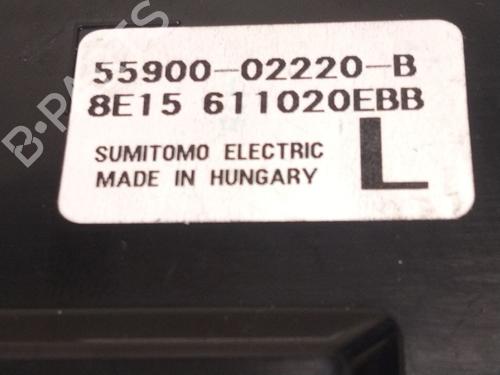 55900-02220-B
8E15 611020EBB
SUMITOMO ELECTRIC
MADE IN HUNGARY
L
B-PARTS